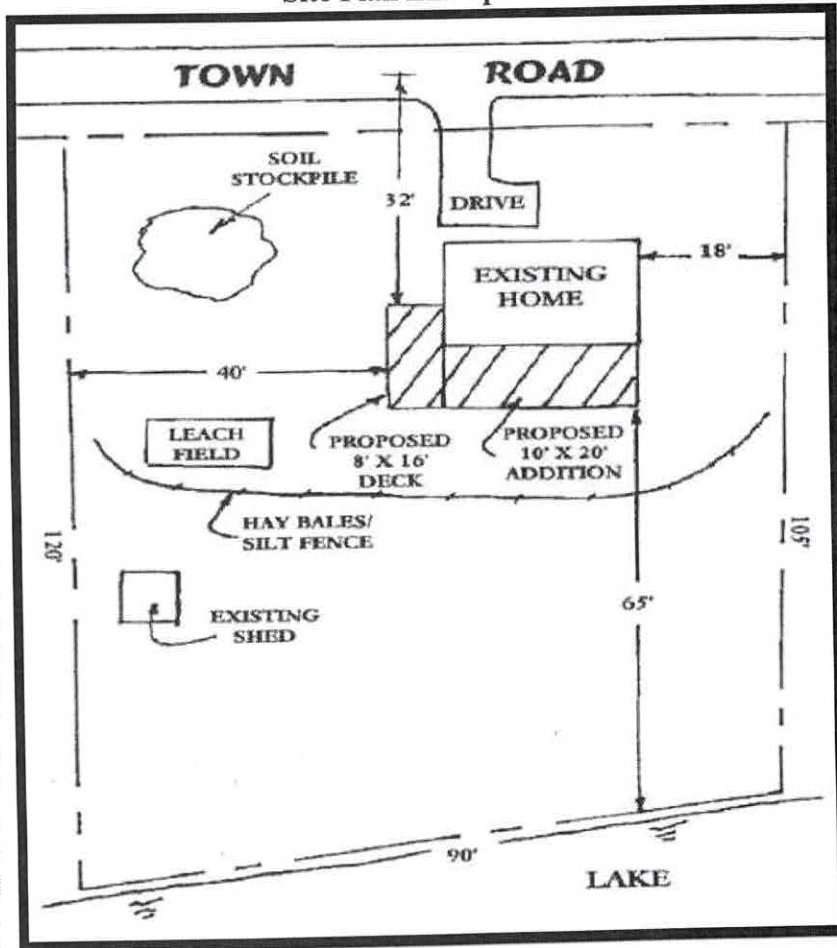 TOWN ROAD
SOIL
STOCKPILE
32'
DRIVE
EXISTING
HOME
18'
40'
LEACH
FIELD
PROPOSED
8' X 16'
DECK
PROPOSED
10' X 20'
ADDITION
HAY BALES/
SILT FENCE
120'
105'
65'
EXISTING
SHED
90'
LAKE